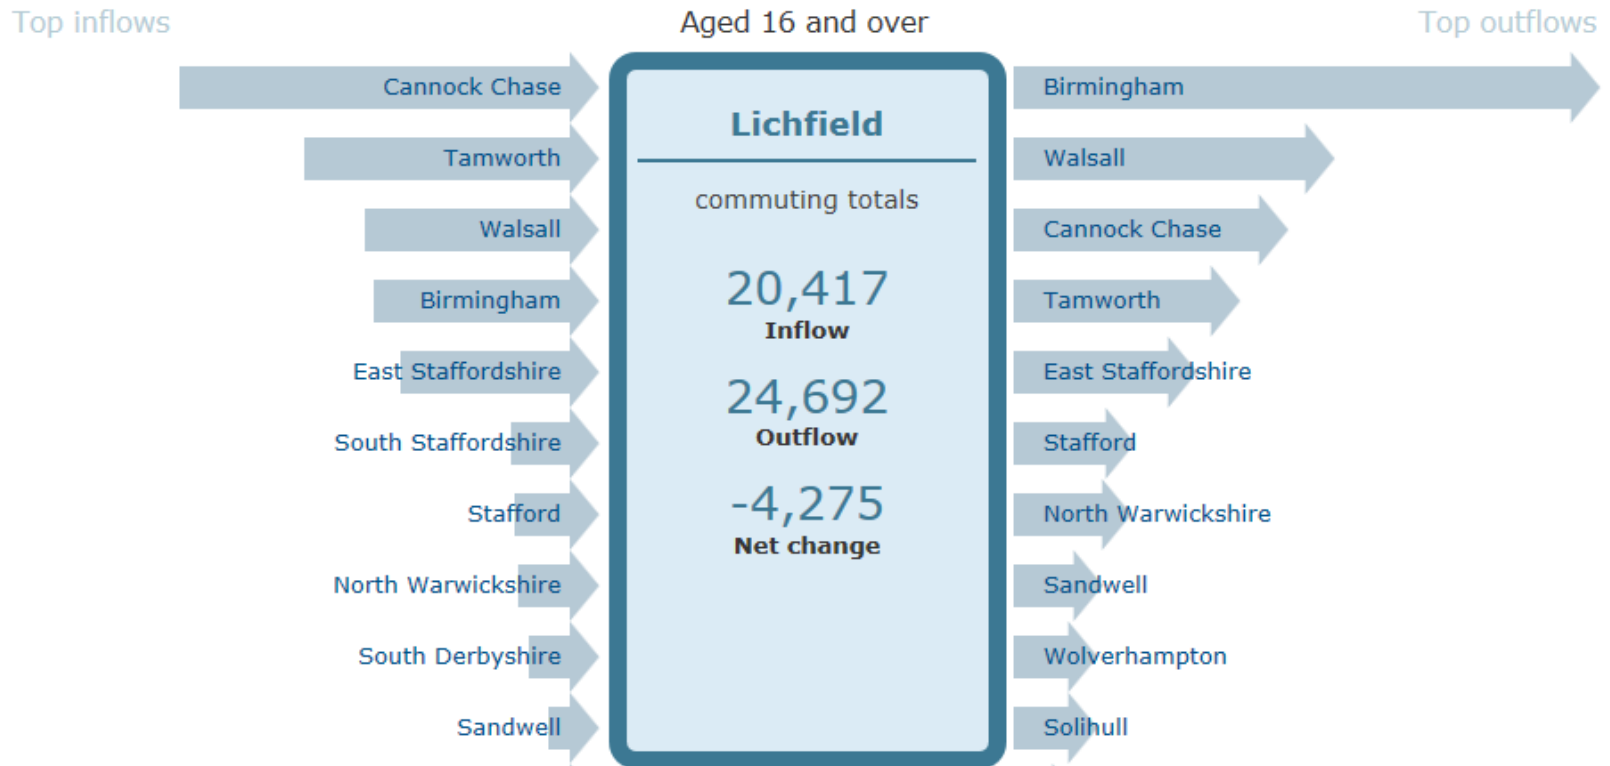 Top inflows
Aged 16 and over
Top outflows
Cannock Chase
Tamworth
Walsall
Birmingham
East Staffordshire
South Staffordshire
Stafford
North Warwickshire
South Derbyshire
Sandwell
Lichfield
commuting totals
20,417
Inflow
24,692
Outflow
-4,275
Net change
Birmingham
Walsall
Cannock Chase
Tamworth
East Staffordshire
Stafford
North Warwickshire
Sandwell
Wolverhampton
Solihull